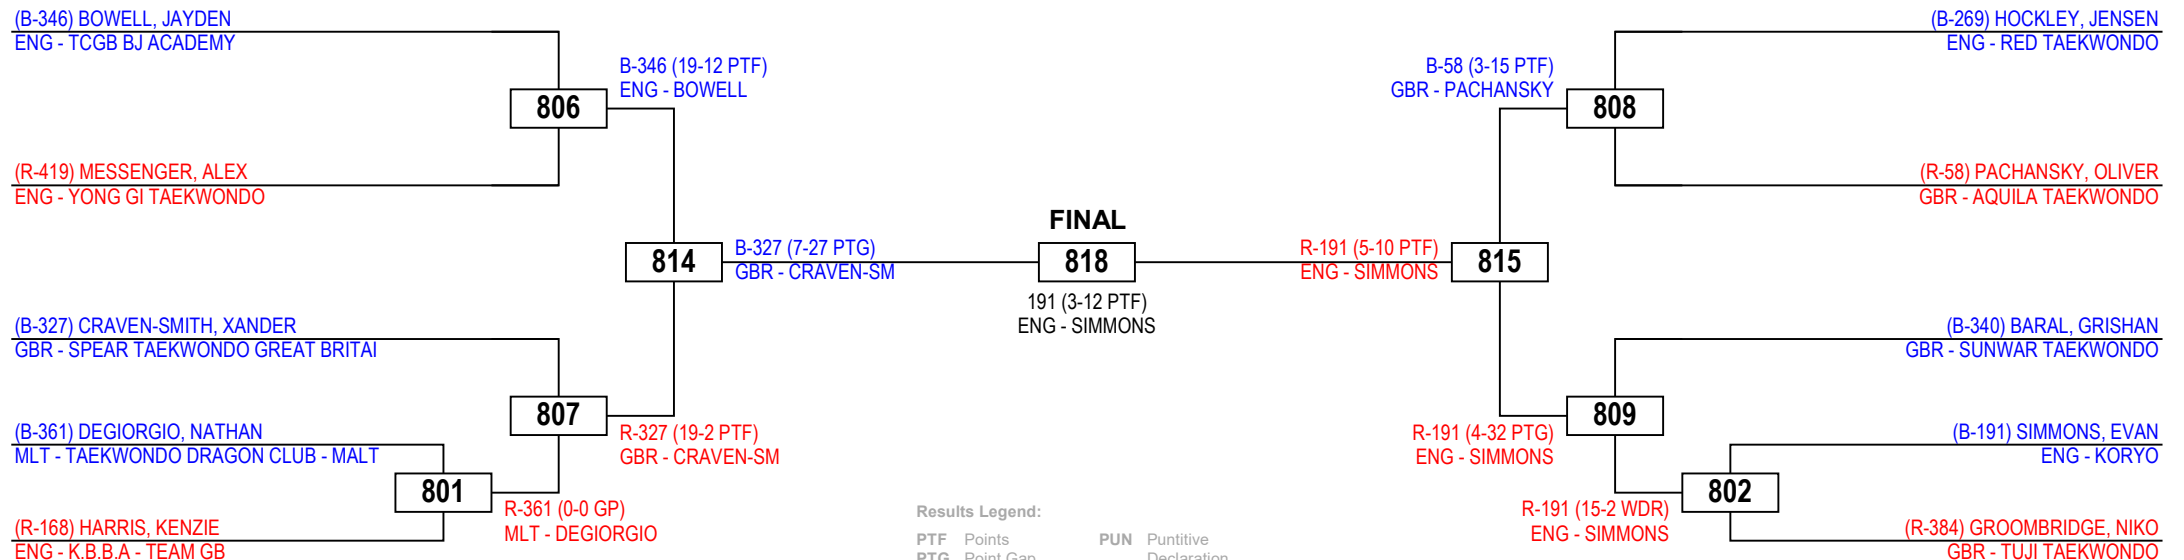 (B-346) BOWELL, JAYDEN
ENG - TCGB BJ ACADEMY
806
B-346 (19-12 PTF)
ENG - BOWELL
(R-419) MESSENGER, ALEX
ENG - YONG GI TAEKWONDO
814
B-327 (7-27 PTG)
GBR - CRAVEN-SM
(B-327) CRAVEN-SMITH, XANDER
GBR - SPEAR TAEKWONDO GREAT BRITAI
807
R-327 (19-2 PTF)
GBR - CRAVEN-SM
(B-361) DEGIORGIO, NATHAN
MLT - TAEKWONDO DRAGON CLUB - MALT
801
R-361 (0-0 GP)
MLT - DEGIORGIO
(R-168) HARRIS, KENZIE
ENG - K.B.B.A - TEAM GB
FINAL
818
191 (3-12 PTF)
ENG - SIMMONS
(B-269) HOCKLEY, JENSEN
ENG - RED TAEKWONDO
B-58 (3-15 PTF)
GBR - PACHANSKY
808
(R-58) PACHANSKY, OLIVER
GBR - AQUILA TAEKWONDO
R-191 (5-10 PTF)
ENG - SIMMONS
815
(B-340) BARAL, GRISHAN
GBR - SUNWAR TAEKWONDO
809
R-191 (4-32 PTG)
ENG - SIMMONS
(B-191) SIMMONS, EVAN
ENG - KORYO
802
R-191 (15-2 WDR)
ENG - SIMMONS
(R-384) GROOMBRIDGE, NIKO
GBR - TUJI TAEKWONDO
Results Legend:
PTF Points PUN Puntitive
PTG Point Gap Declaration